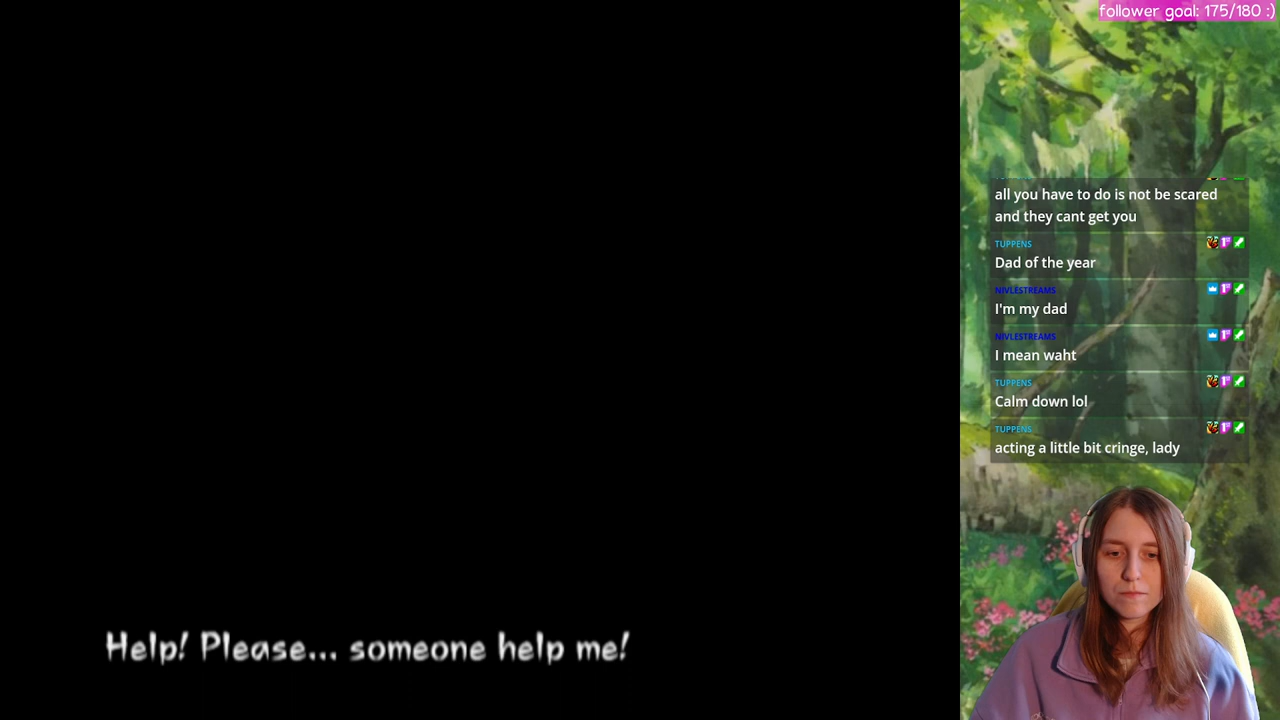 follower goal: 175/180 :)
all you have to do is not be scared
and they cant get you
TUPPENS
Dad of the year
NIVLESTREAMS
I'm my dad
NIVLESTREAMS
I mean waht
TUPPENS
Calm down lol
TUPPENS
acting a little bit cringe, lady
Help! Please... someone help me!